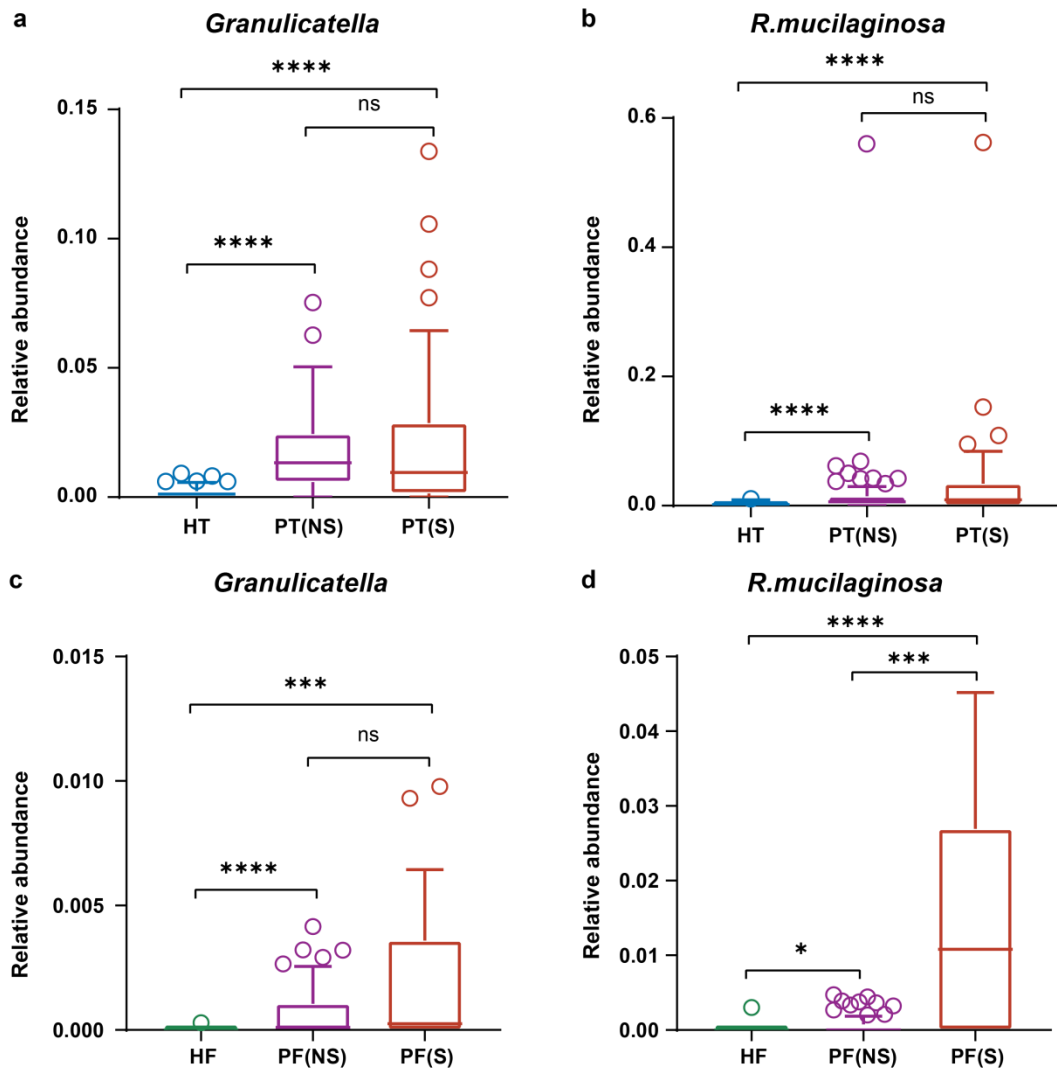 a
Granulicatella
****
ns
****
Relative abundance
0.15
0.10
0.05
0.00
HT PT(NS) PT(S)
b
R.mucilaginosa
****
ns
****
Relative abundance
0.6
0.4
0.2
0.0
HT PT(NS) PT(S)
c
Granulicatella
***
ns
****
Relative abundance
0.015
0.010
0.005
0.000
HF PF(NS) PF(S)
d
R.mucilaginosa
****
***
*
Relative abundance
0.05
0.04
0.03
0.02
0.01
0.00
HF PF(NS) PF(S)